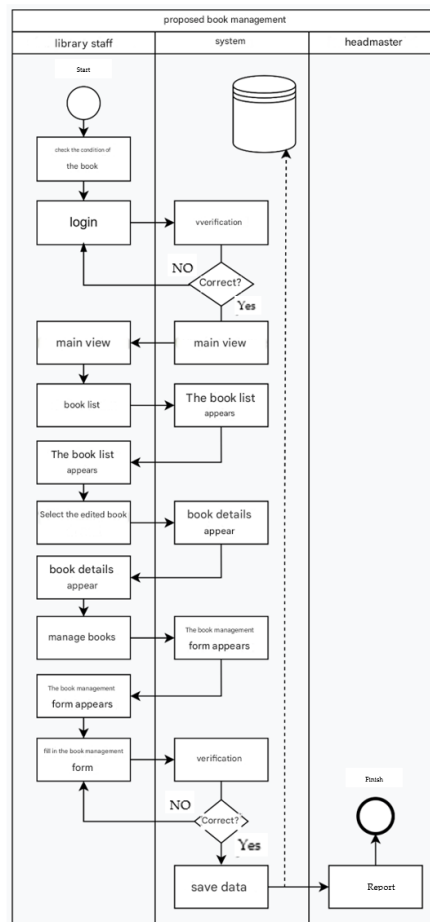 proposed book management
library staff
system
headmaster
Start
check the condition of
the book
login
vverification
NO
Correct?
Yes
main view
main view
book list
The book list
appears
The book list
appears
Select the edited book
book details
appear
book details
appear
manage books
The book management
form appears
The book management
form appears
fill in the book management
form
verification
NO
Correct?
Yes
save data
Finish
Report